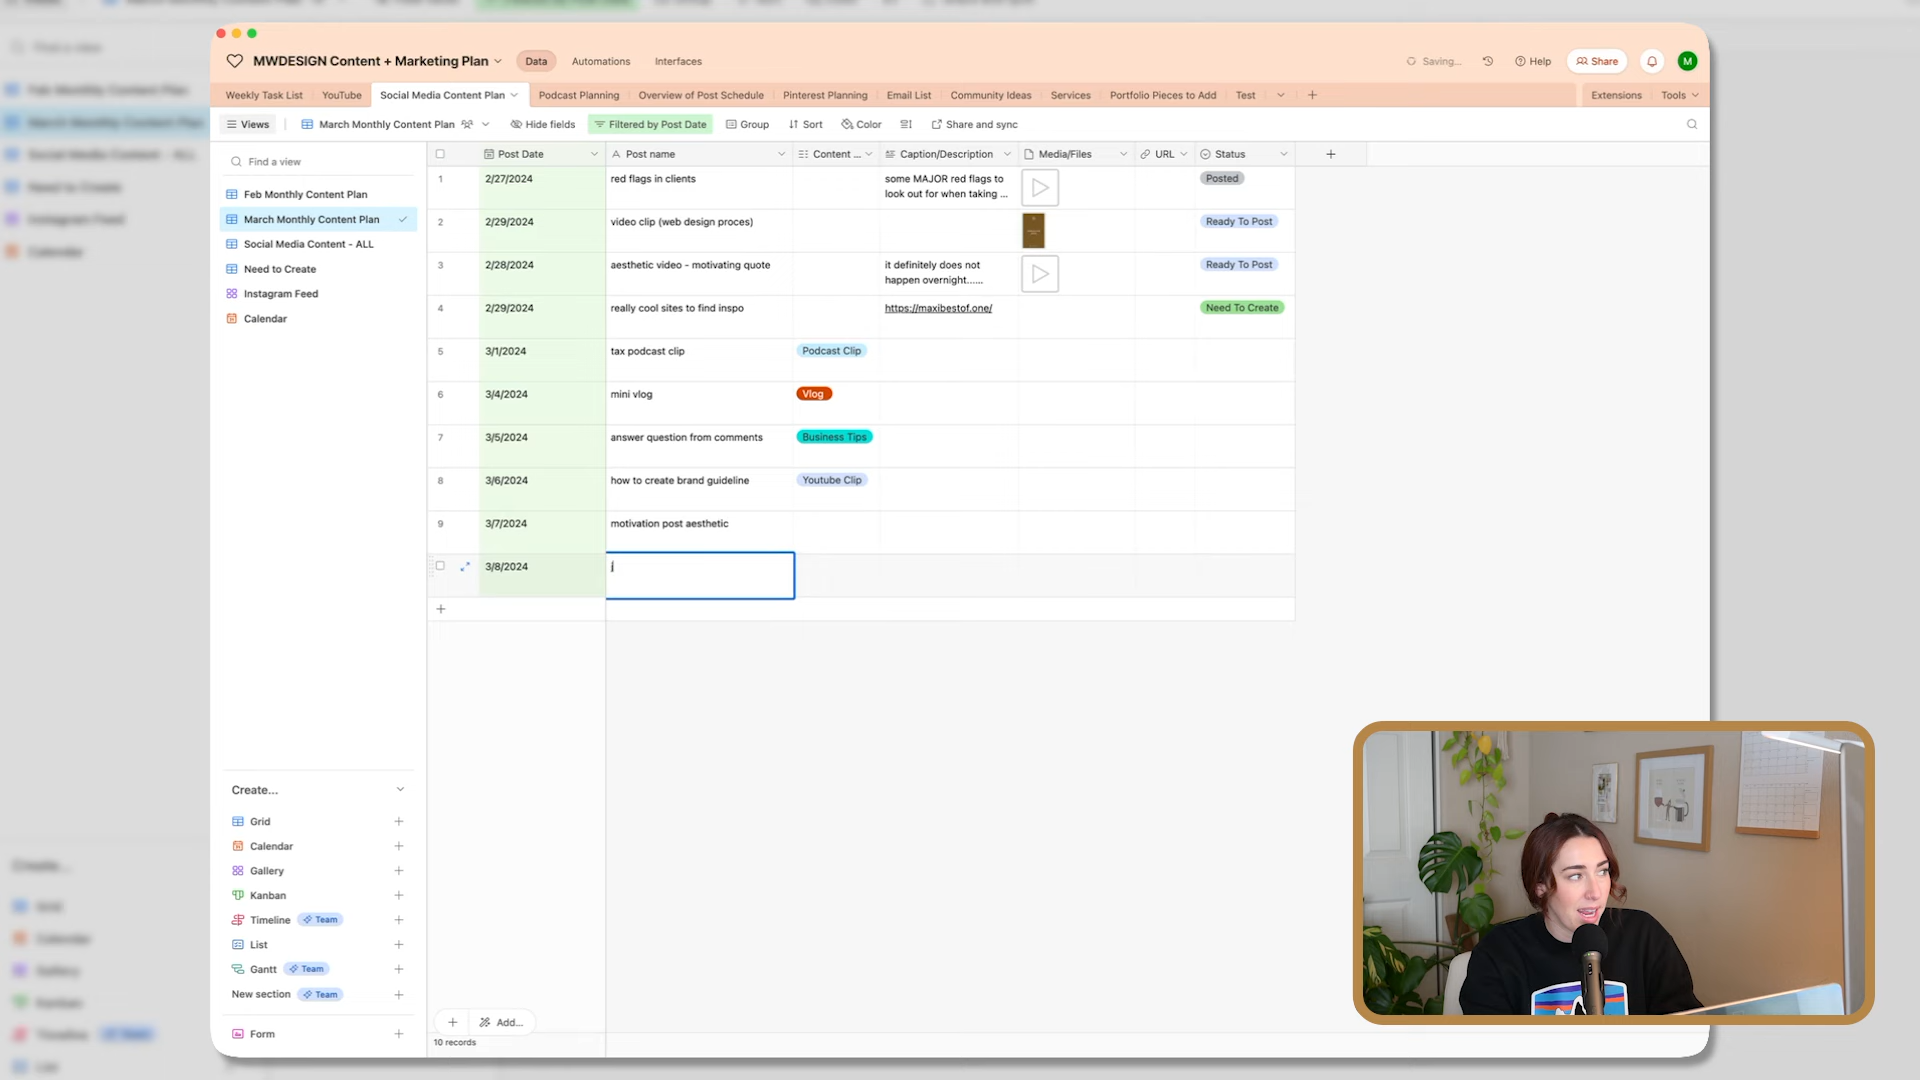 MWDESIGN Content + Marketing Plan
Data
Automations
Interfaces
Saving...
Help
Share
M
Weekly Task List
YouTube
Social Media Content Plan
Podcast Planning
Overview of Post Schedule
Pinterest Planning
Email List
Community Ideas
Services
Portfolio Pieces to Add
Test
Extensions
Tools
Views
March Monthly Content Plan
Hide fields
Filtered by Post Date
Group
Sort
Color
Share and sync
Find a view
Feb Monthly Content Plan
March Monthly Content Plan
Social Media Content - ALL
Need to Create
Instagram Feed
Calendar
Post Date
Post name
Content ...
Caption/Description
Media/Files
URL
Status
1 2/27/2024 red flags in clients some MAJOR red flags to Posted
look out for when taking ...
2 2/29/2024 video clip (web design proces) Ready To Post
3 2/28/2024 aesthetic video - motivating quote it definitely does not Ready To Post
happen overnight......
4 2/29/2024 really cool sites to find inspo https://maxibestof.one/ Need To Create
5 3/1/2024 tax podcast clip Podcast Clip
6 3/4/2024 mini vlog Vlog
7 3/5/2024 answer question from comments Business Tips
8 3/6/2024 how to create brand guideline Youtube Clip
9 3/7/2024 motivation post aesthetic
3/8/2024
Create...
Grid
Calendar
Gallery
Kanban
Timeline Team
List
Gantt Team
New section Team
Form
Add...
10 records